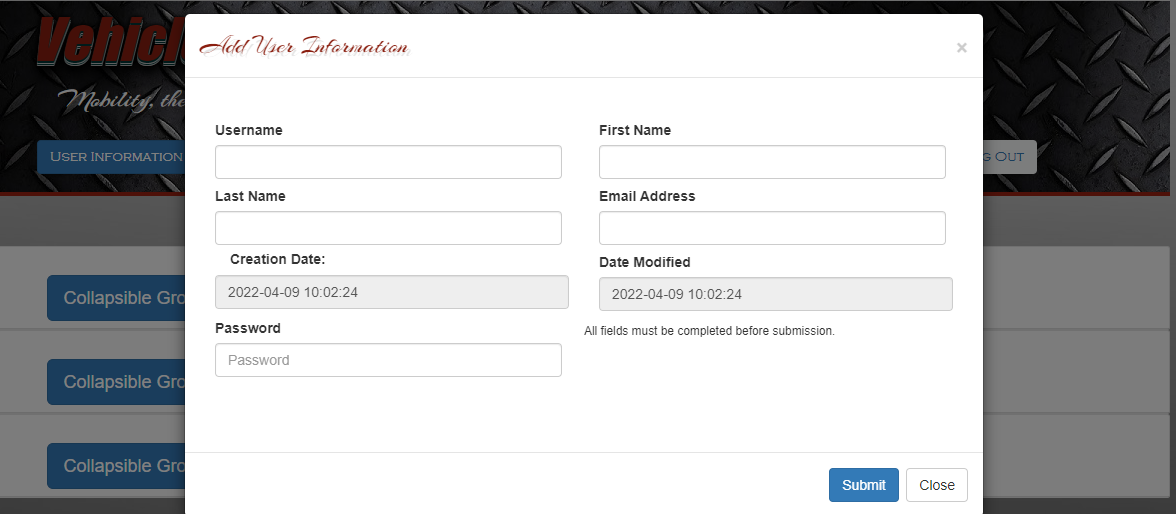 Vehicl
Add User Information
×
Mobility, the
Username
First Name
USER INFORMATION
G OUT
Last Name
Email Address
Creation Date:
Date Modified
2022-04-09 10:02:24
2022-04-09 10:02:24
Collapsible Gro
Password
All fields must be completed before submission.
Password
Collapsible Gro
Collapsible Gro
Submit
Close